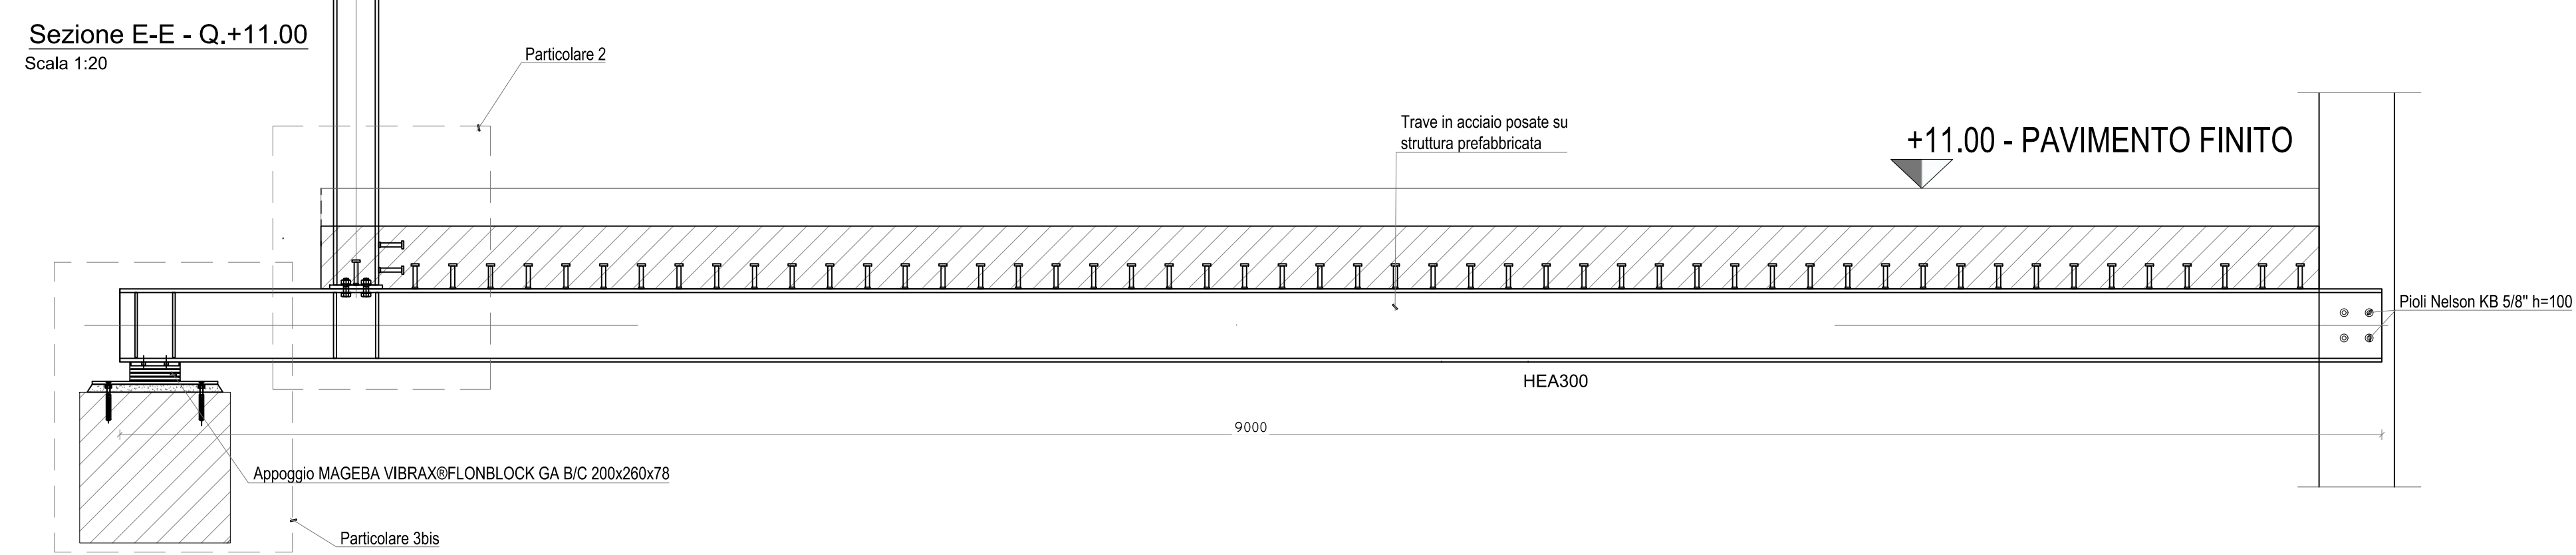 Sezione E-E - Q.+11.00
Scala 1:20
Particolare 2
Trave in acciaio posate su
struttura prefabbricata
+11.00 - PAVIMENTO FINITO
Pioli Nelson KB 5/8" h=100
HEA300
9000
Appoggio MAGEBA VIBRAX®FLONBLOCK GA B/C 200x260x78
Particolare 3bis